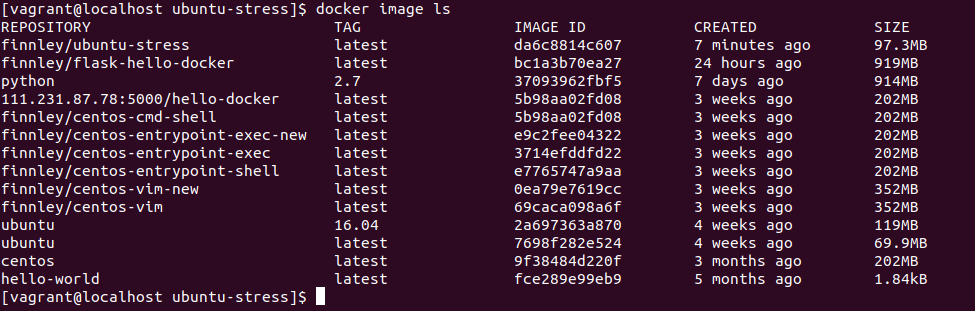 [vagrant@localhost ubuntu-stress]$ docker image ls
REPOSITORY TAG IMAGE ID CREATED SIZE
finnley/ubuntu-stress latest da6c8814c607 7 minutes ago 97.3MB
finnley/flask-hello-docker latest bc1a3b70ea27 24 hours ago 919MB
python 2.7 37093962fbf5 7 days ago 914MB
111.231.87.78:5000/hello-docker latest 5b98aa02fd08 3 weeks ago 202MB
finnley/centos-cmd-shell latest 5b98aa02fd08 3 weeks ago 202MB
finnley/centos-entrypoint-exec-new latest e9c2fee04322 3 weeks ago 202MB
finnley/centos-entrypoint-exec latest 3714efddfd22 3 weeks ago 202MB
finnley/centos-entrypoint-shell latest e7765747a9aa 3 weeks ago 202MB
finnley/centos-vim-new latest 0ea79e7619cc 3 weeks ago 352MB
finnley/centos-vim latest 69caca098a6f 3 weeks ago 352MB
ubuntu 16.04 2a697363a870 4 weeks ago 119MB
ubuntu latest 7698f282e524 4 weeks ago 69.9MB
centos latest 9f38484d220f 3 months ago 202MB
hello-world latest fce289e99eb9 5 months ago 1.84kB
[vagrant@localhost ubuntu-stress]$